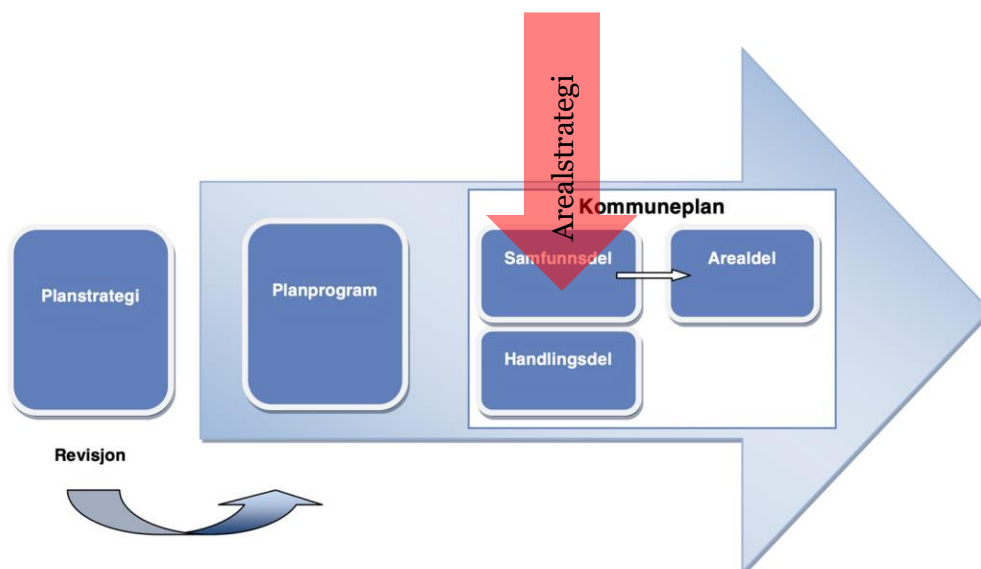 Arealstrategi
Kommuneplan
Planstrategi
Planprogram
Samfunnsdel
Arealdel
Handlingsdel
Revisjon